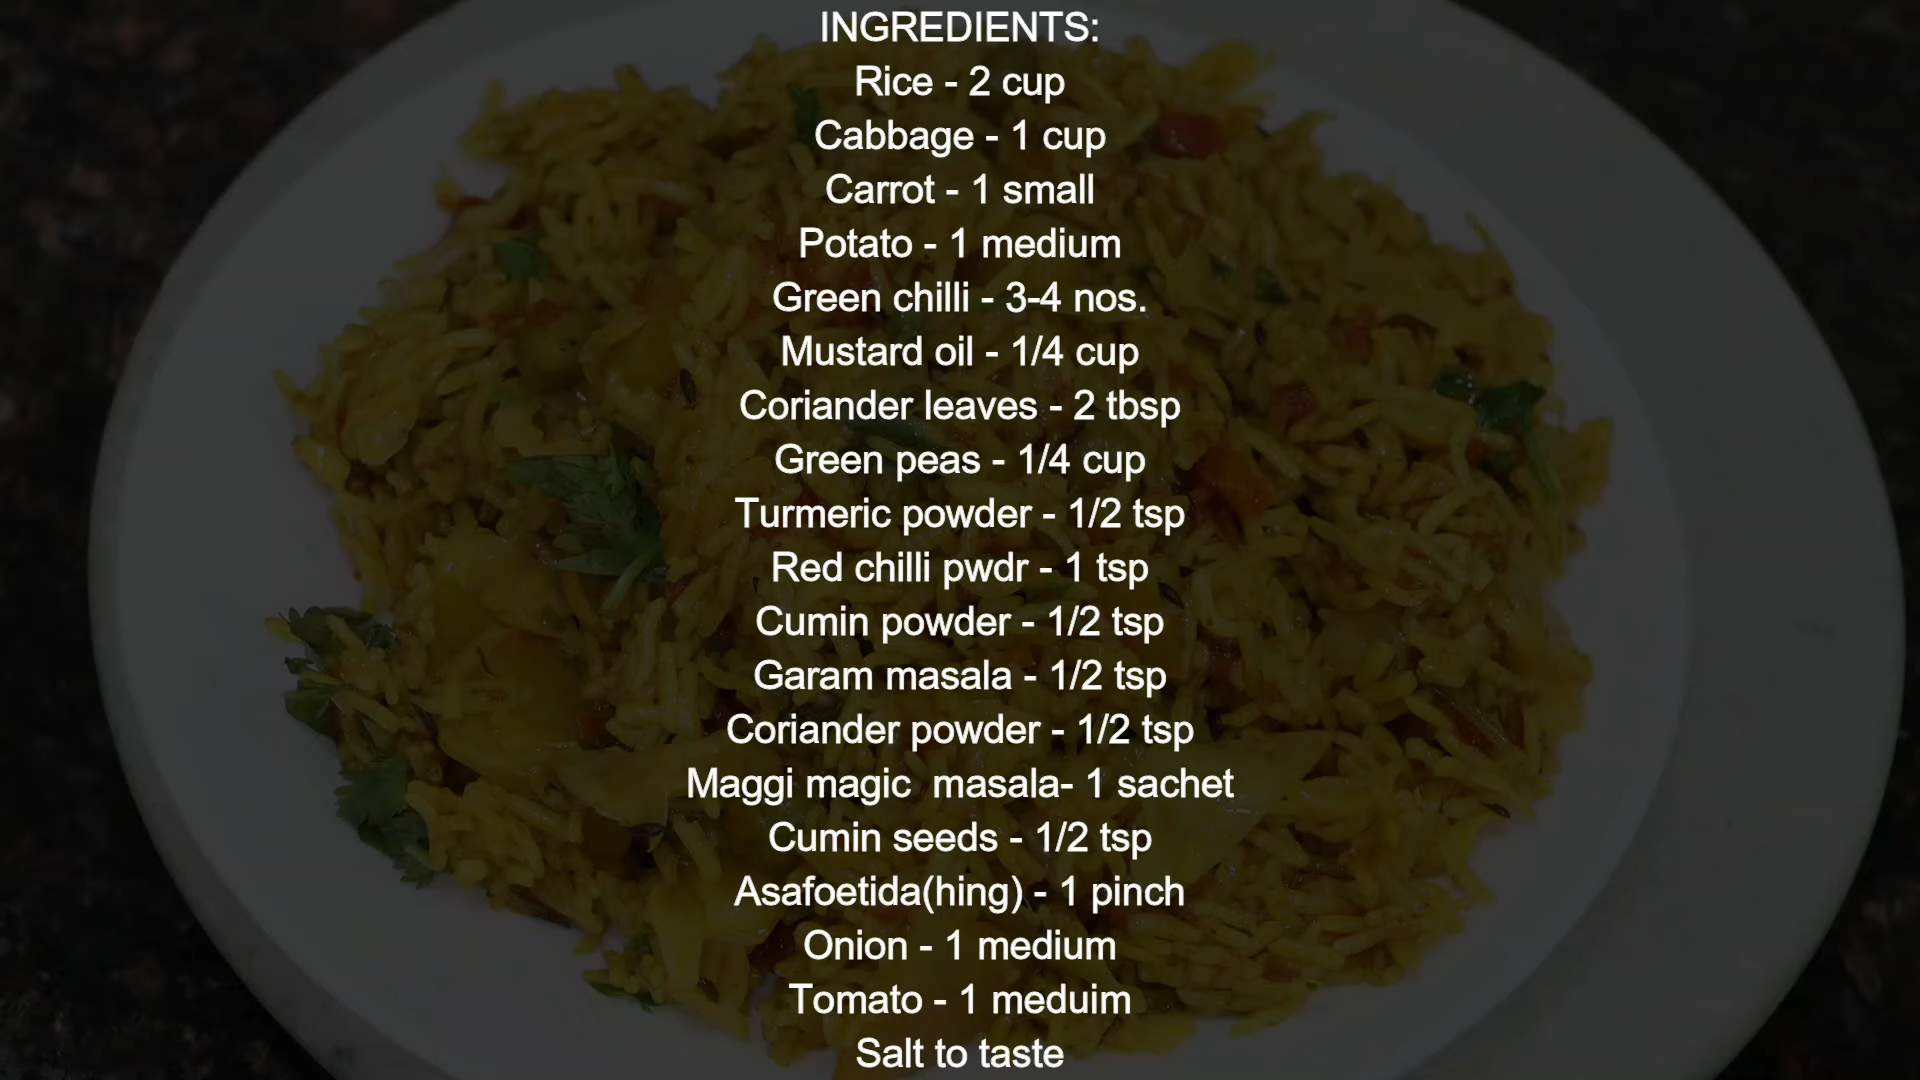 INGREDIENTS:
Rice - 2 cup
Cabbage - 1 cup
Carrot - 1 small
Potato - 1 medium
Green chilli - 3-4 nos.
Mustard oil - 1/4 cup
Coriander leaves - 2 tbsp
Green peas - 1/4 cup
Turmeric powder - 1/2 tsp
Red chilli pwdr - 1 tsp
Cumin powder - 1/2 tsp
Garam masala - 1/2 tsp
Coriander powder - 1/2 tsp
Maggi magic  masala- 1 sachet
Cumin seeds - 1/2 tsp
Asafoetida(hing) - 1 pinch
Onion - 1 medium
Tomato - 1 meduim
Salt to taste